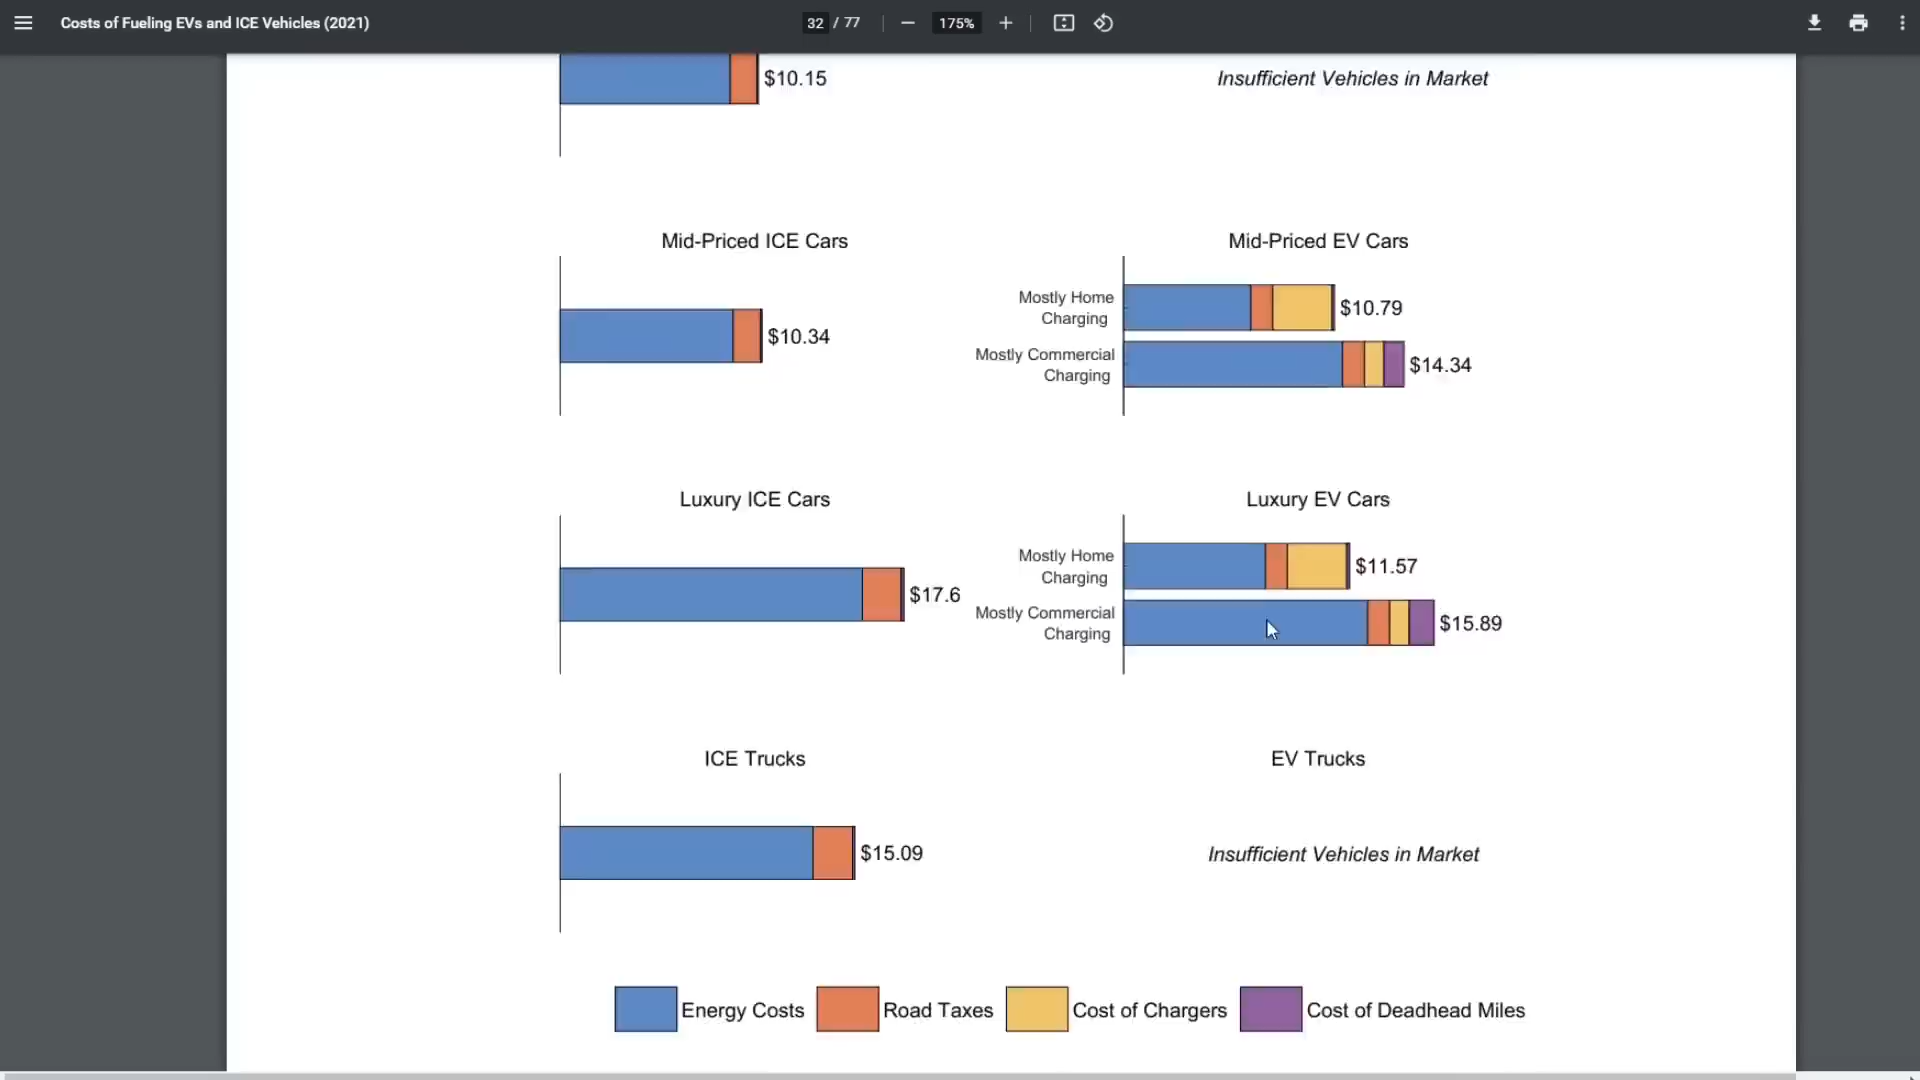 Costs of Fueling EVs and ICE Vehicles (2021)
32 / 77
175%
$10.15
Insufficient Vehicles in Market
Mid-Priced ICE Cars
Mid-Priced EV Cars
$10.34
Mostly Home
Charging
$10.79
Mostly Commercial
Charging
$14.34
Luxury ICE Cars
Luxury EV Cars
$17.6
Mostly Home
Charging
$11.57
Mostly Commercial
Charging
$15.89
ICE Trucks
EV Trucks
$15.09
Insufficient Vehicles in Market
Energy Costs
Road Taxes
Cost of Chargers
Cost of Deadhead Miles